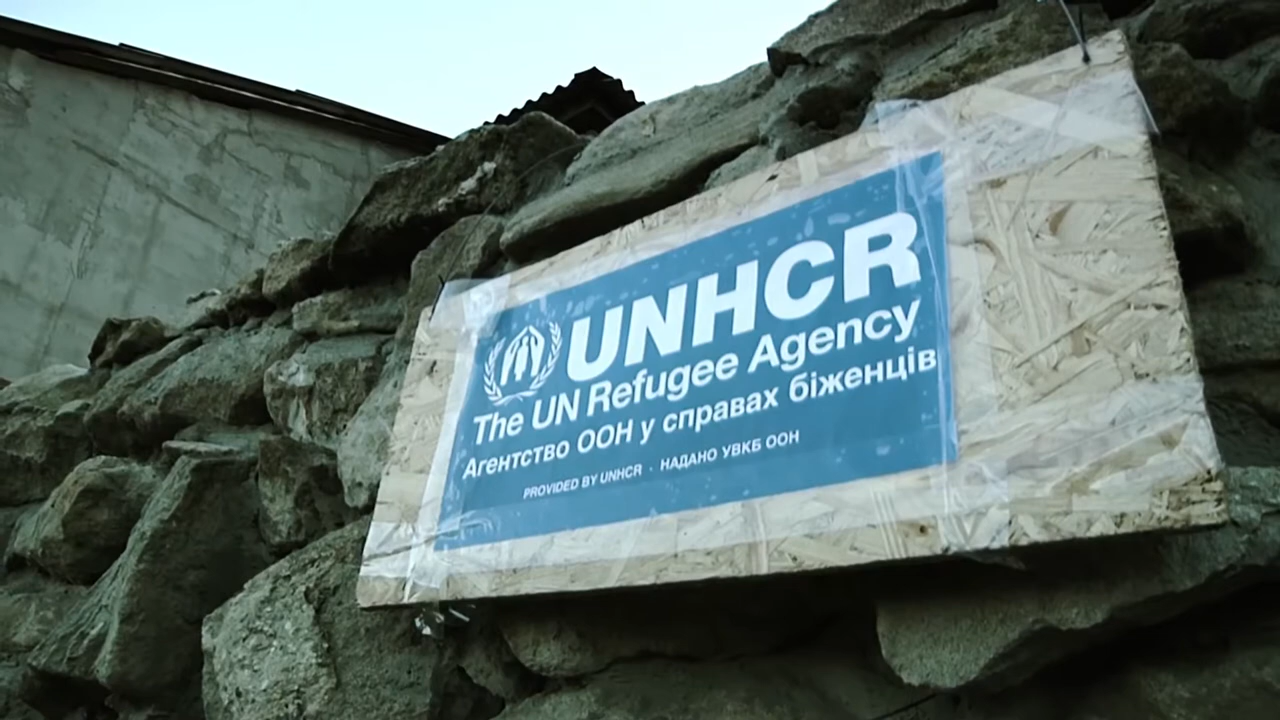 UNHCR
The UN Refugee Agency
Агентство ООН у справах біженців
PROVIDED BY UNHCR · НАДАНО УВКБ ООН